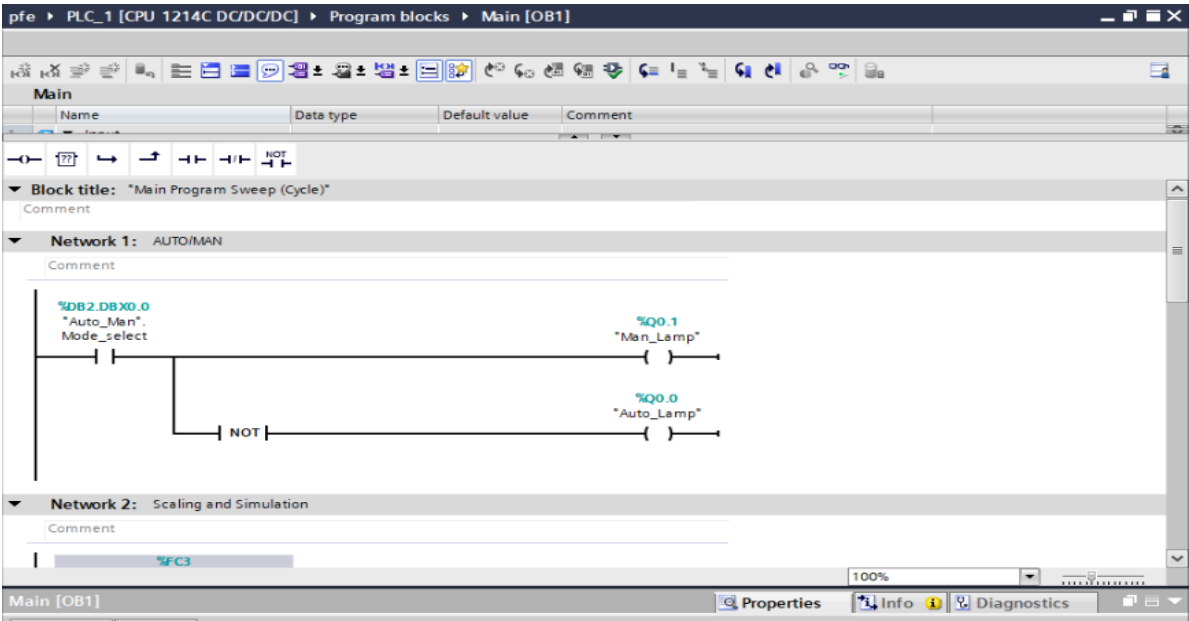 pfe ▸ PLC_1 [CPU 1214C DC/DC/DC] ▸ Program blocks ▸ Main [OB1]
Main
Name Data type Default value Comment
NOT
Block title: "Main Program Sweep (Cycle)"
Comment
Network 1: AUTO/MAN
Comment
%DB2.DBX0.0
"Auto_Man".
Mode_select
%Q0.1
"Man_Lamp"
%Q0.0
"Auto_Lamp"
NOT
Network 2: Scaling and Simulation
Comment
%FC3
100%
Main [OB1] Properties Info Diagnostics